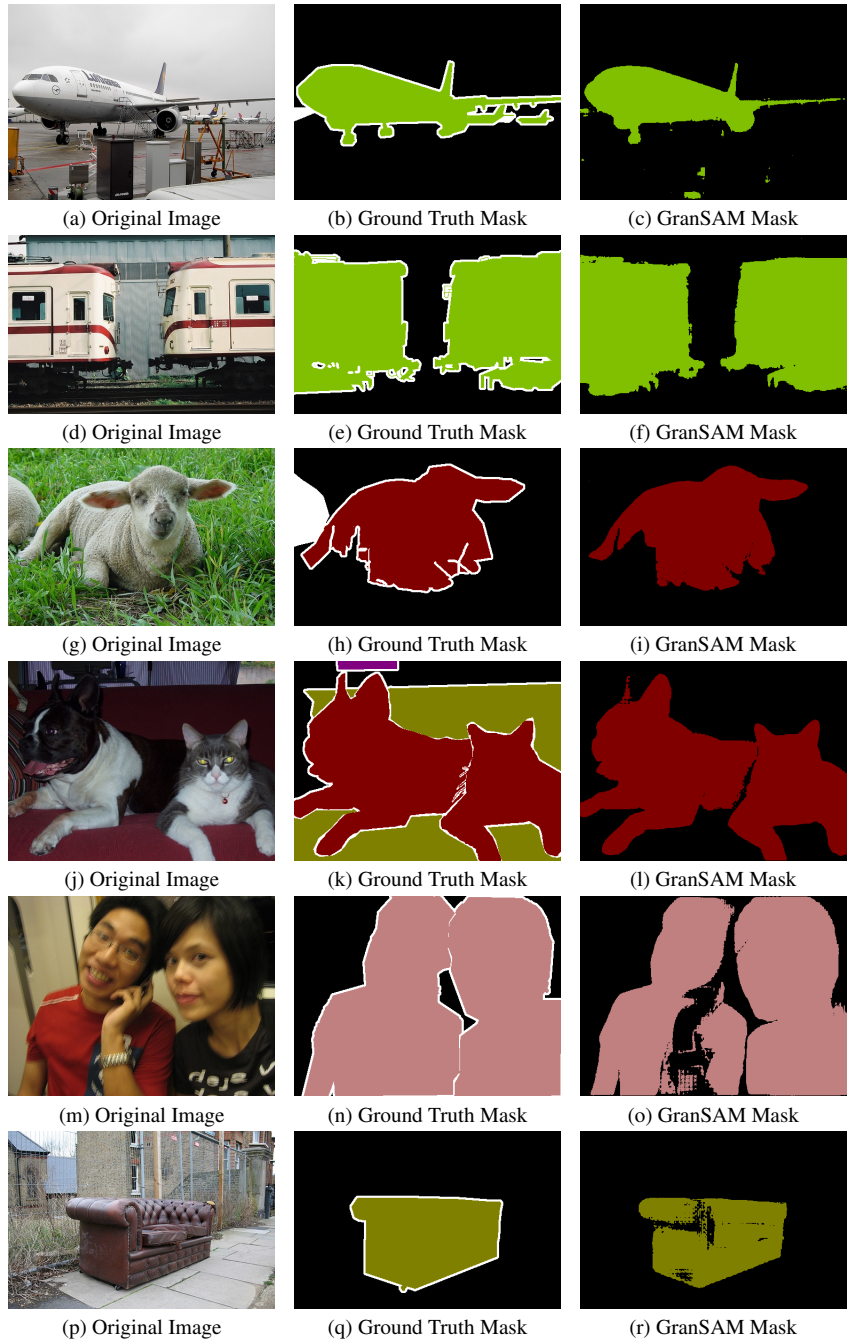 Lufthansa
(a) Original Image
(b) Ground Truth Mask
(c) GranSAM Mask
(d) Original Image
(e) Ground Truth Mask
(f) GranSAM Mask
(g) Original Image
(h) Ground Truth Mask
(i) GranSAM Mask
(j) Original Image
(k) Ground Truth Mask
(l) GranSAM Mask
(m) Original Image
(n) Ground Truth Mask
(o) GranSAM Mask
(p) Original Image
(q) Ground Truth Mask
(r) GranSAM Mask